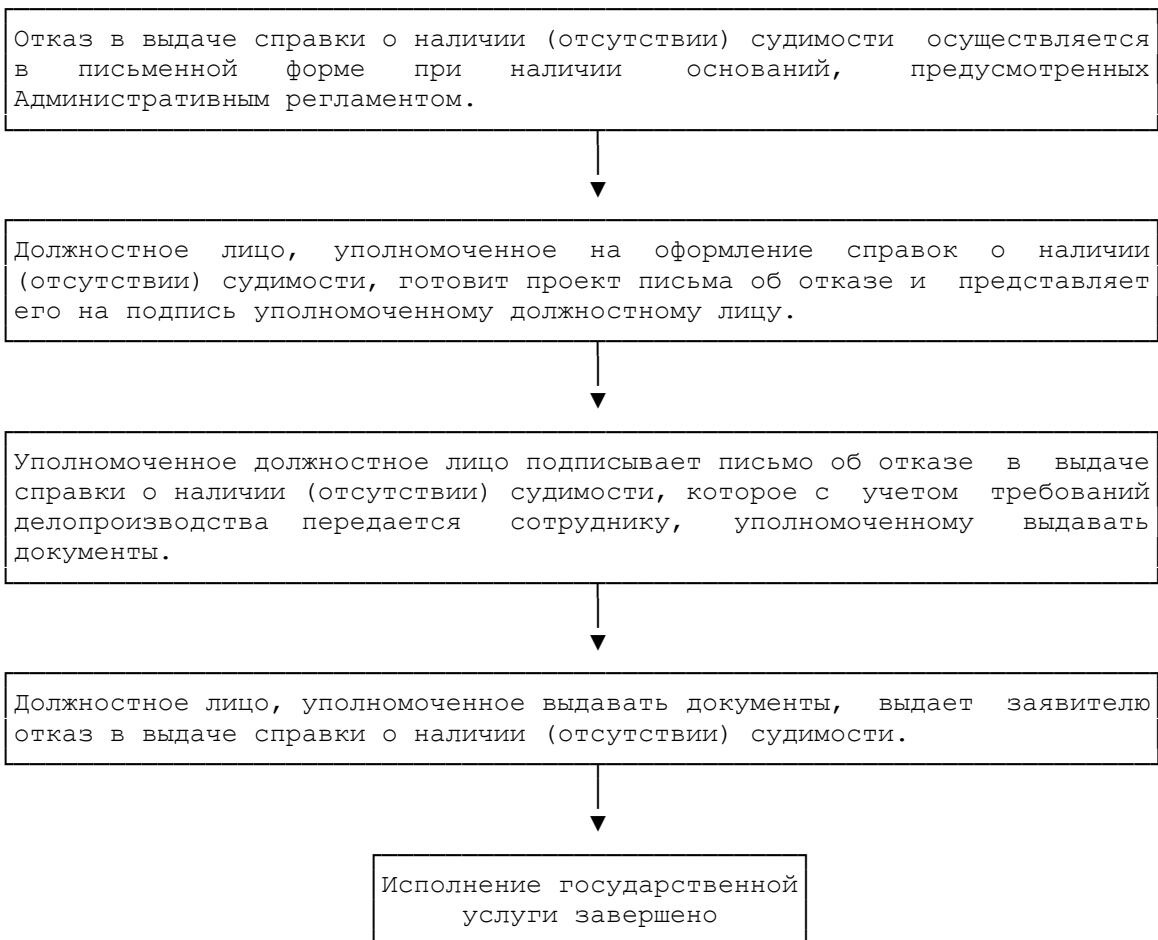 Отказ в выдаче справки о наличии (отсутствии) судимости осуществляется
в письменной форме при наличии оснований, предусмотренных
Административным регламентом.
Должностное лицо, уполномоченное на оформление справок о наличии
(отсутствии) судимости, готовит проект письма об отказе и представляет
его на подпись уполномоченному должностному лицу.
Уполномоченное должностное лицо подписывает письмо об отказе в выдаче
справки о наличии (отсутствии) судимости, которое с учетом требований
делопроизводства передается сотруднику, уполномоченному выдавать
документы.
Должностное лицо, уполномоченное выдавать документы, выдает заявителю
отказ в выдаче справки о наличии (отсутствии) судимости.
Исполнение государственной
услуги завершено